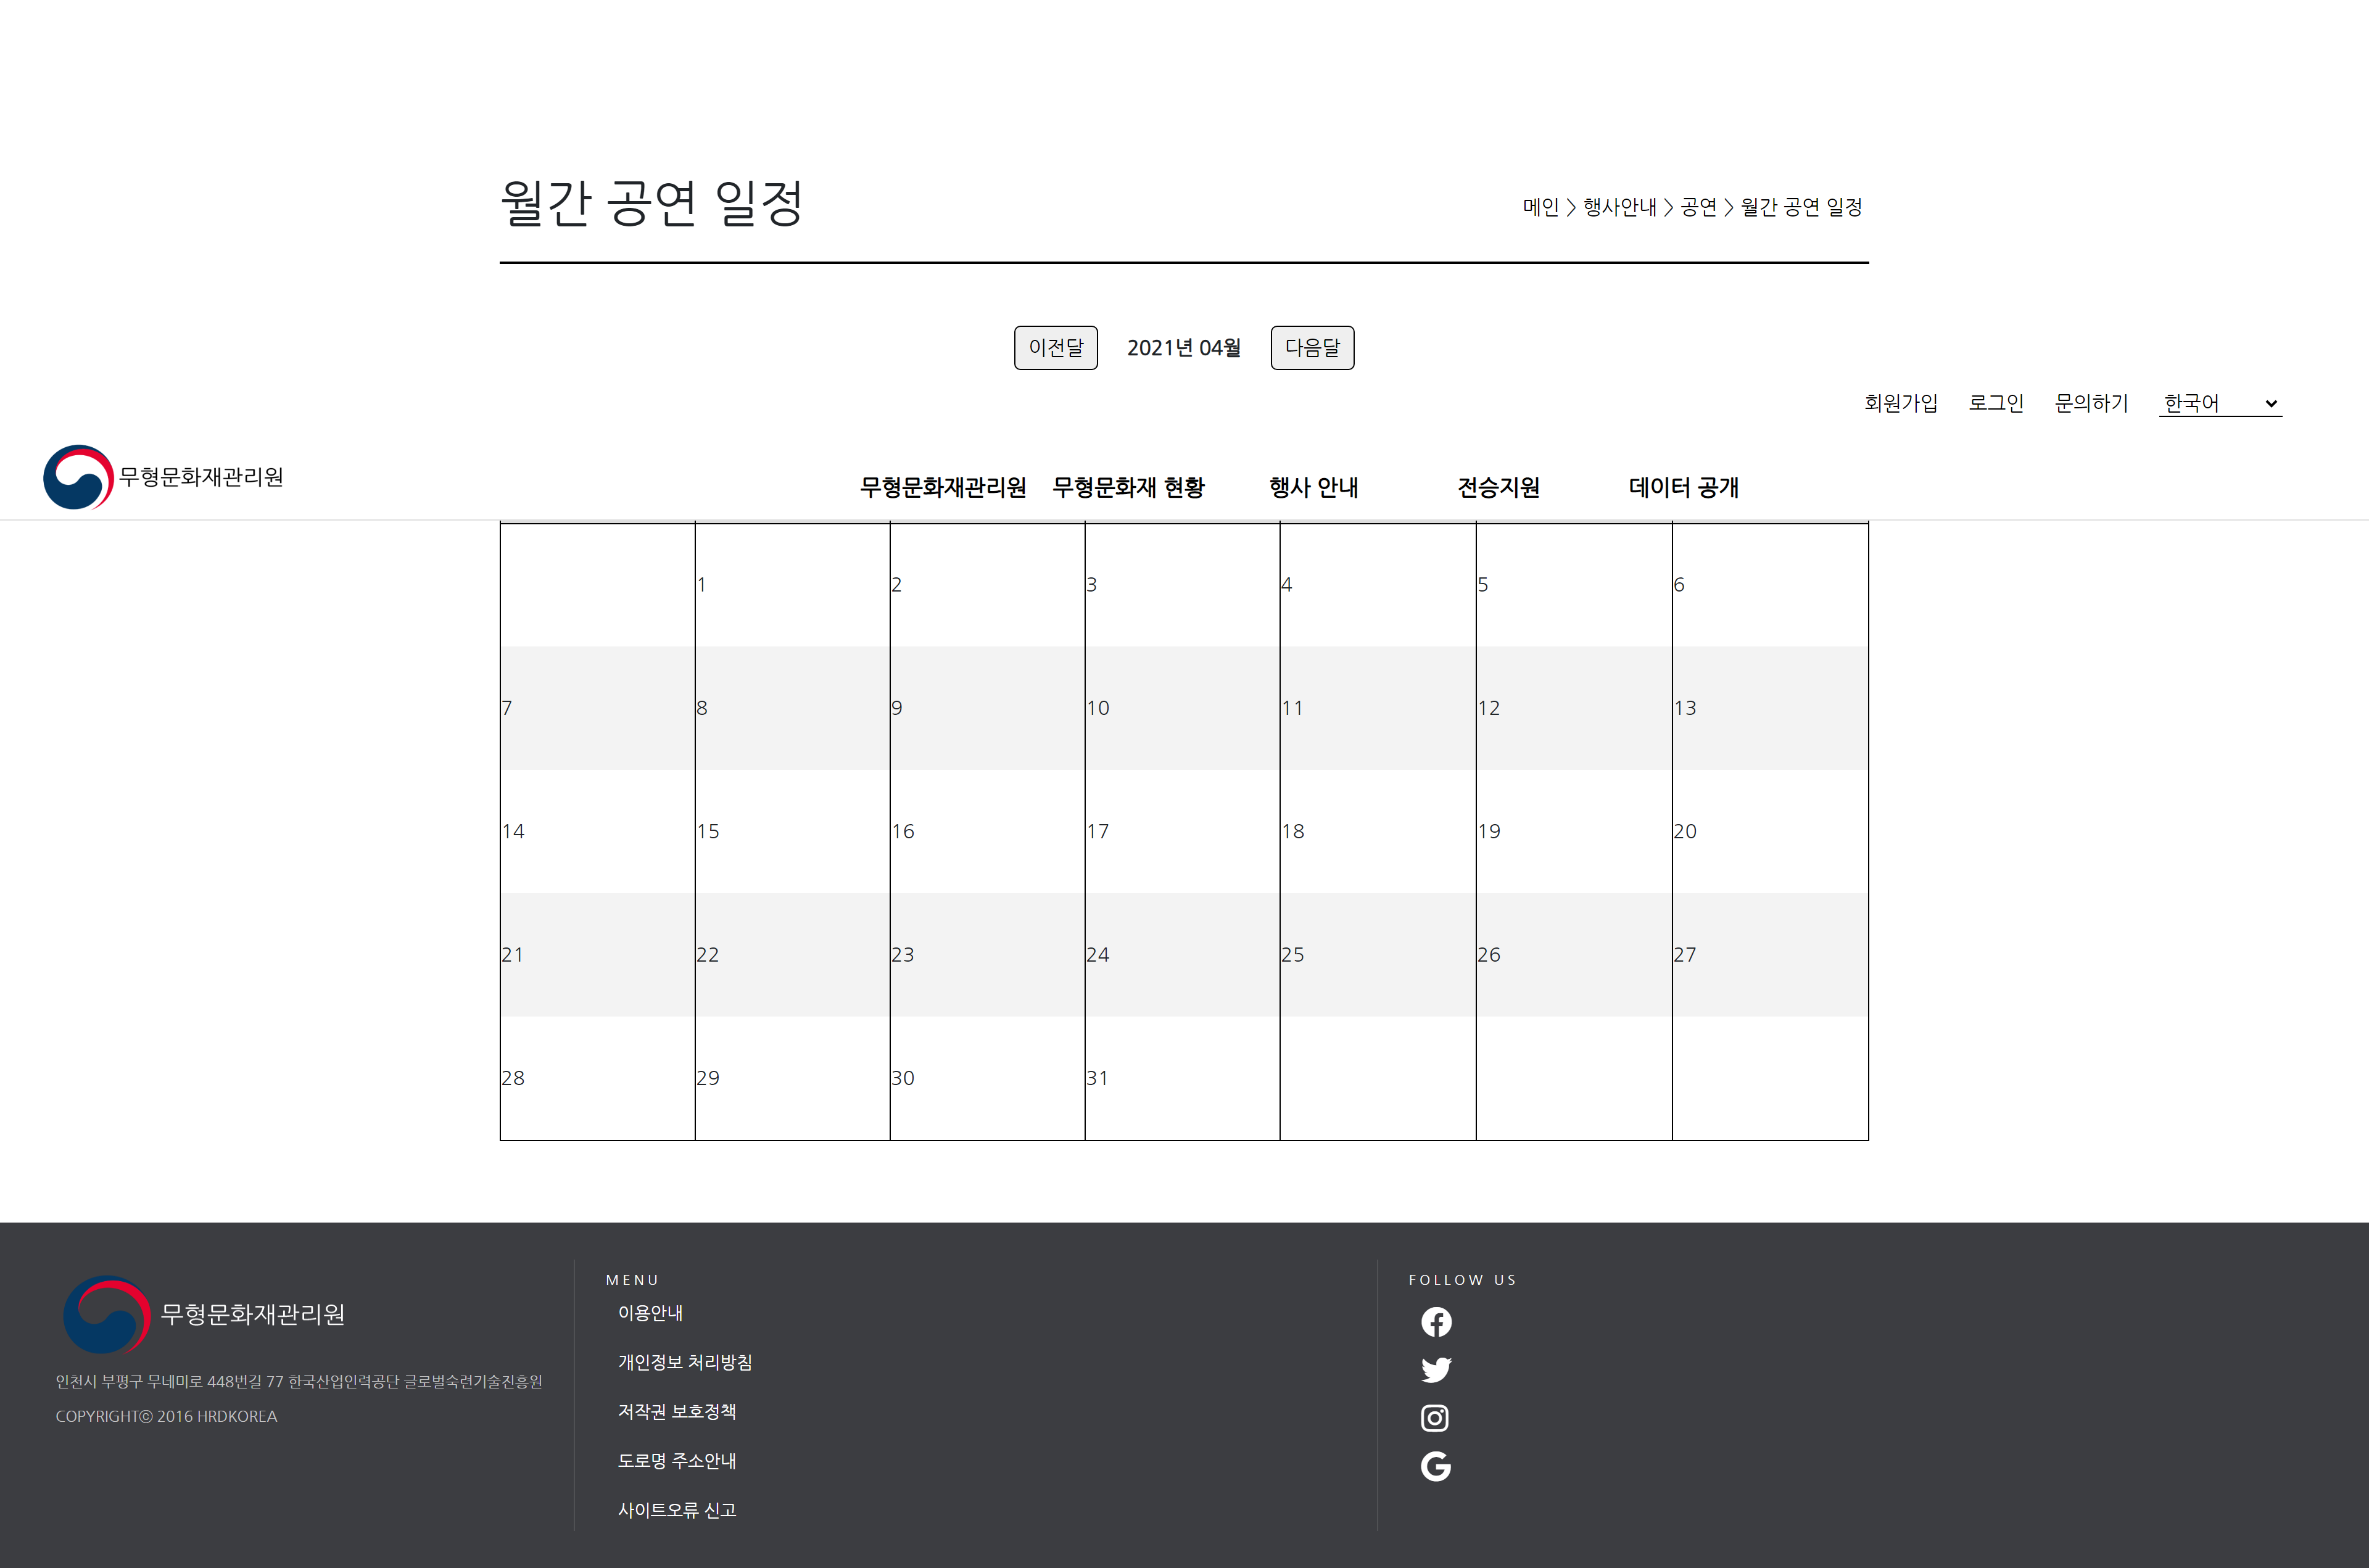 월간 공연 일정
메인 > 행사안내 > 공연 > 월간 공연 일정
이전달 2021년 04월 다음달
회원가입 로그인 문의하기 한국어
무형문화재관리원
무형문화재관리원 무형문화재 현황 행사 안내 전승지원 데이터 공개
1 2 3 4 5 6
7 8 9 10 11 12 13
14 15 16 17 18 19 20
21 22 23 24 25 26 27
28 29 30 31
무형문화재관리원
인천시 부평구 무네미로 448번길 77 한국산업인력공단 글로벌숙련기술진흥원
COPYRIGHTⓒ 2016 HRDKOREA
MENU
이용안내
개인정보 처리방침
저작권 보호정책
도로명 주소안내
사이트오류 신고
FOLLOW US